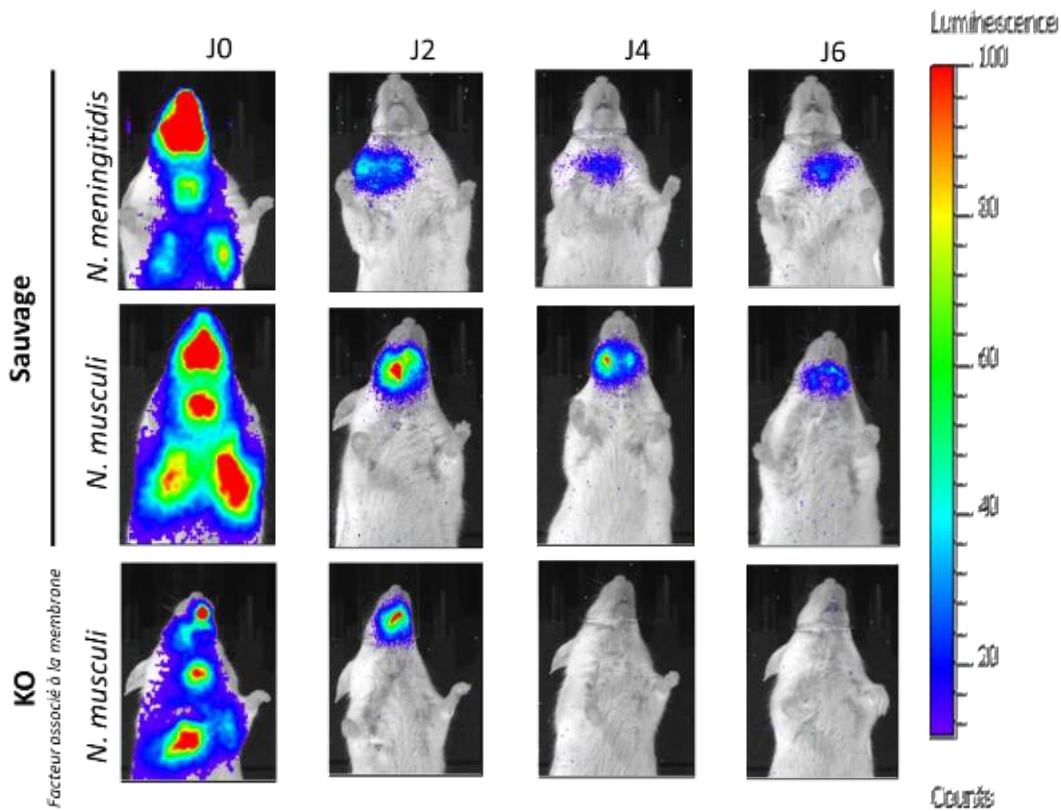 J0 J2 J4 J6
Luminescence
100
80
60
40
20
Counts
Sauvage
N. meningitidis
N. musculi
KO
Facteur associé à la membrane
N. musculi